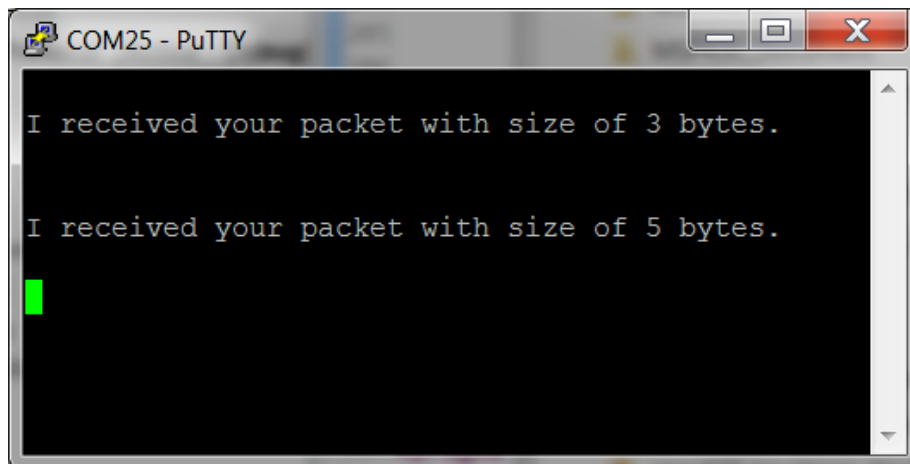 COM25 - PuTTY
I received your packet with size of 3 bytes.
I received your packet with size of 5 bytes.